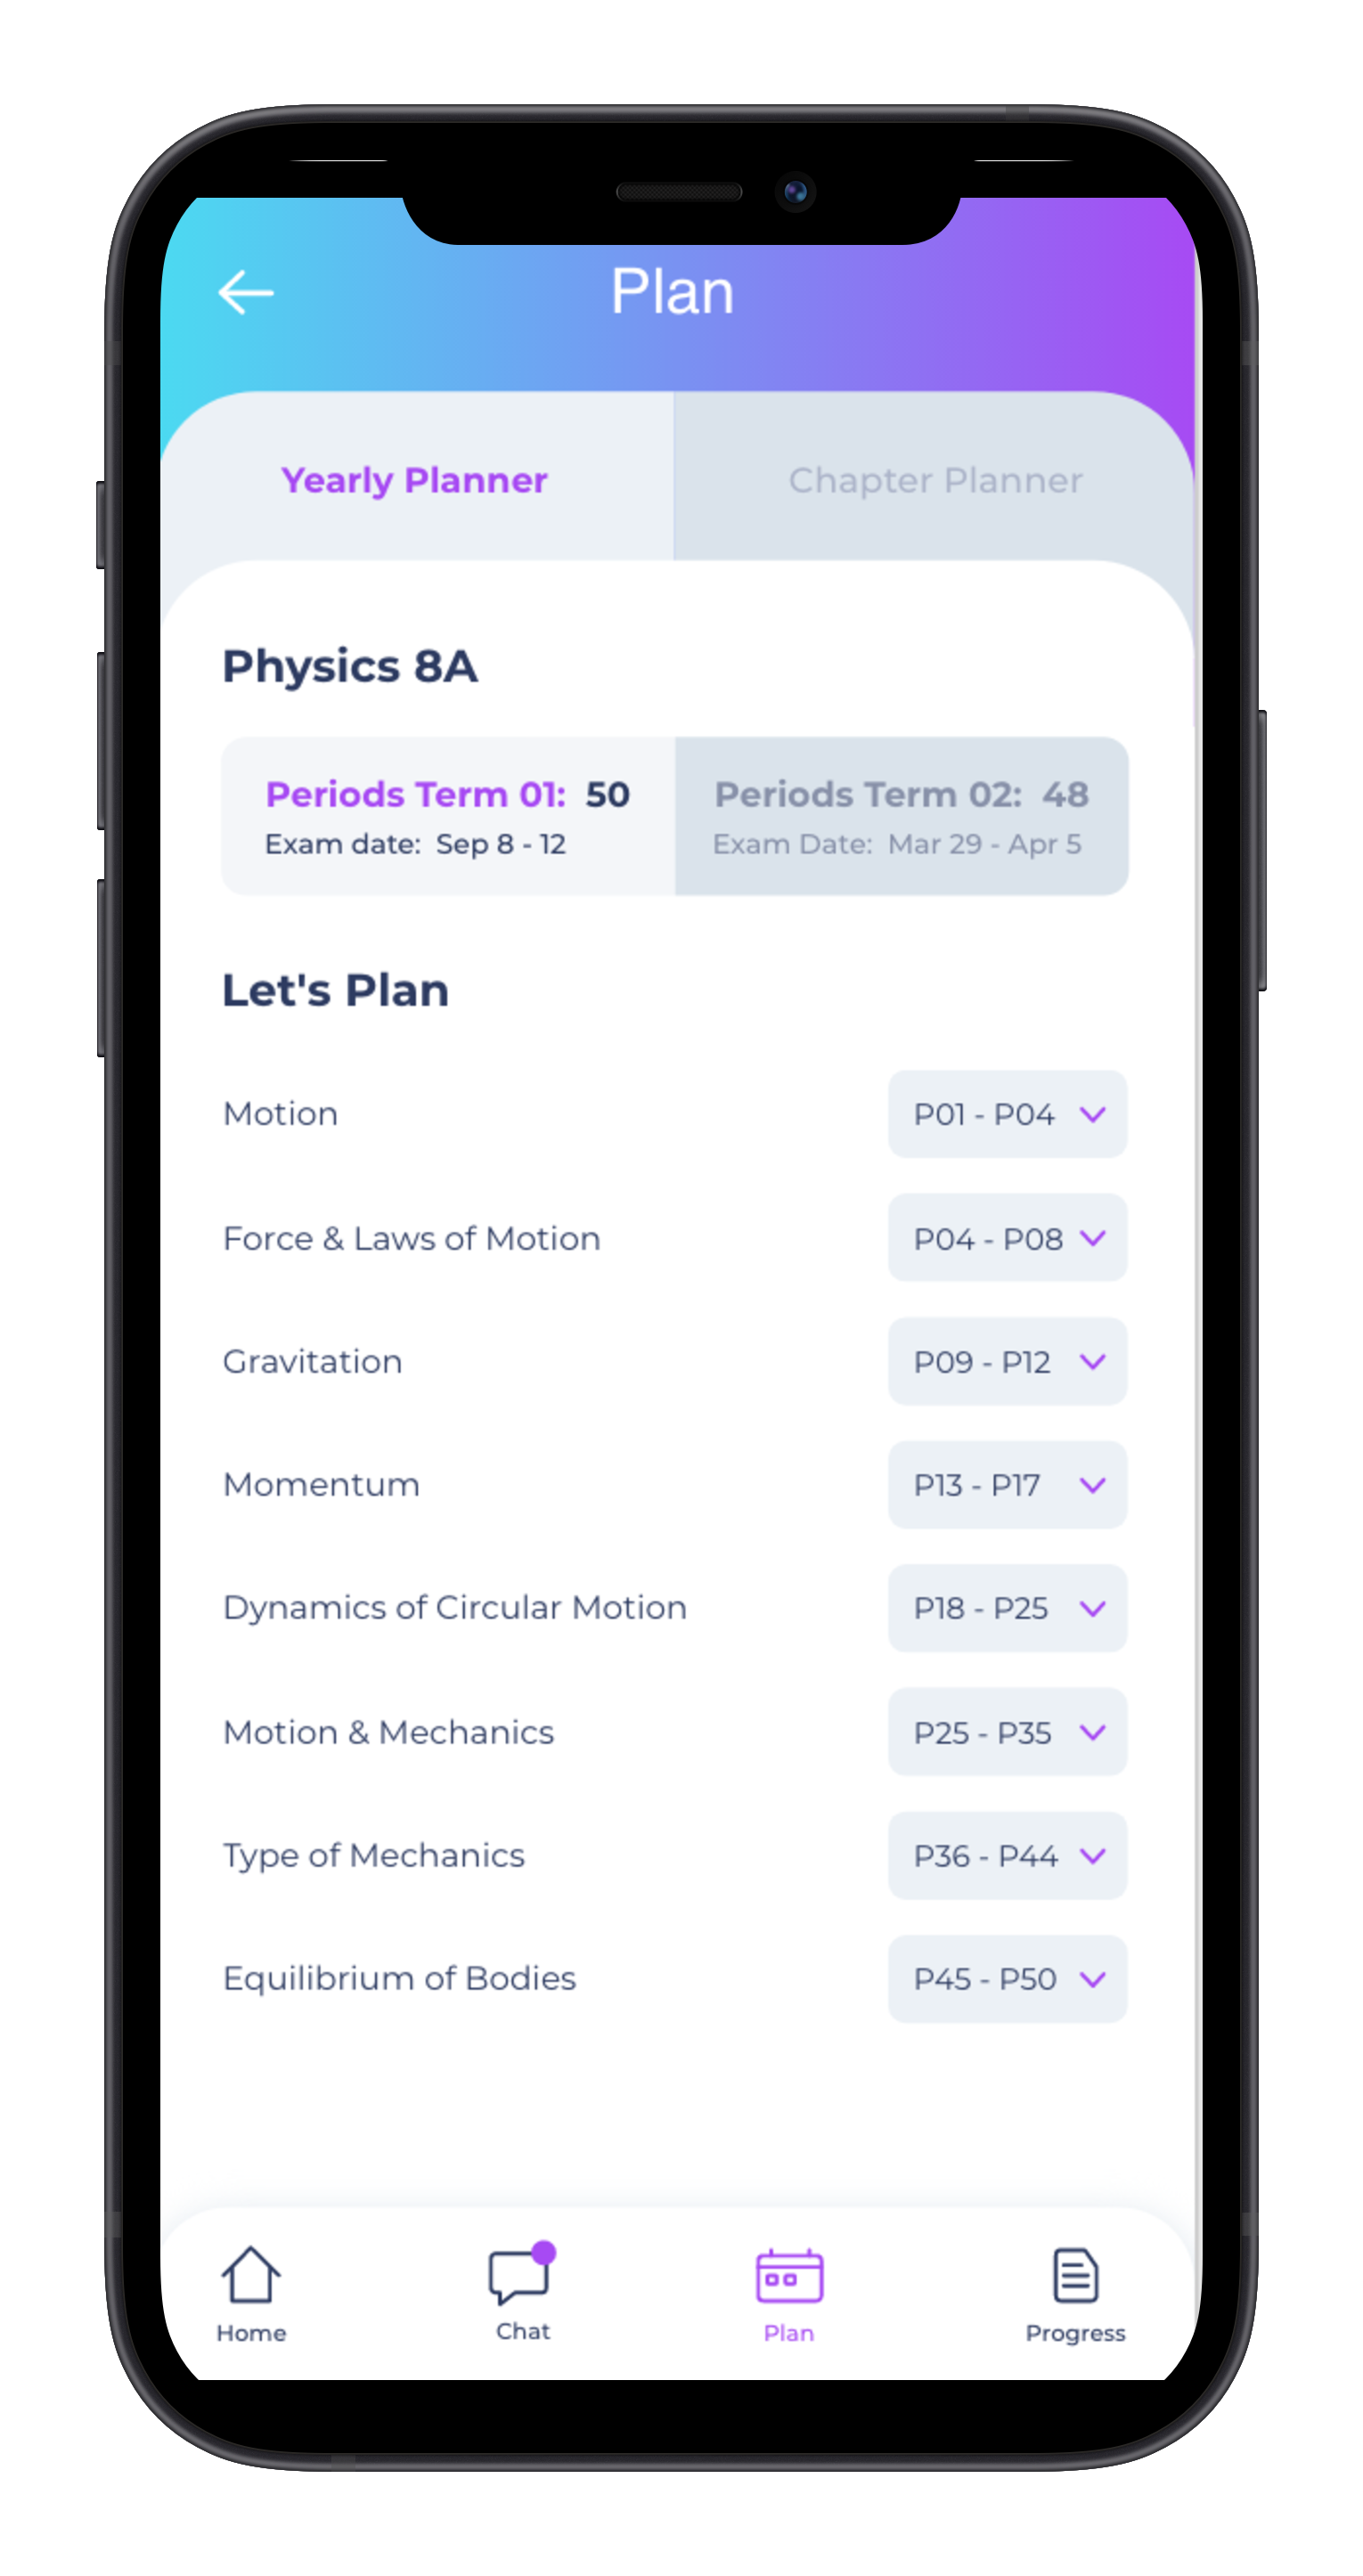 Plan
Yearly Planner
Chapter Planner
Physics 8A
Periods Term 01: 50
Exam date: Sep 8 - 12
Periods Term 02: 48
Exam Date: Mar 29 - Apr 5
Let's Plan
Motion P01 - P04
Force & Laws of Motion P04 - P08
Gravitation P09 - P12
Momentum P13 - P17
Dynamics of Circular Motion P18 - P25
Motion & Mechanics P25 - P35
Type of Mechanics P36 - P44
Equilibrium of Bodies P45 - P50
Home Chat Plan Progress